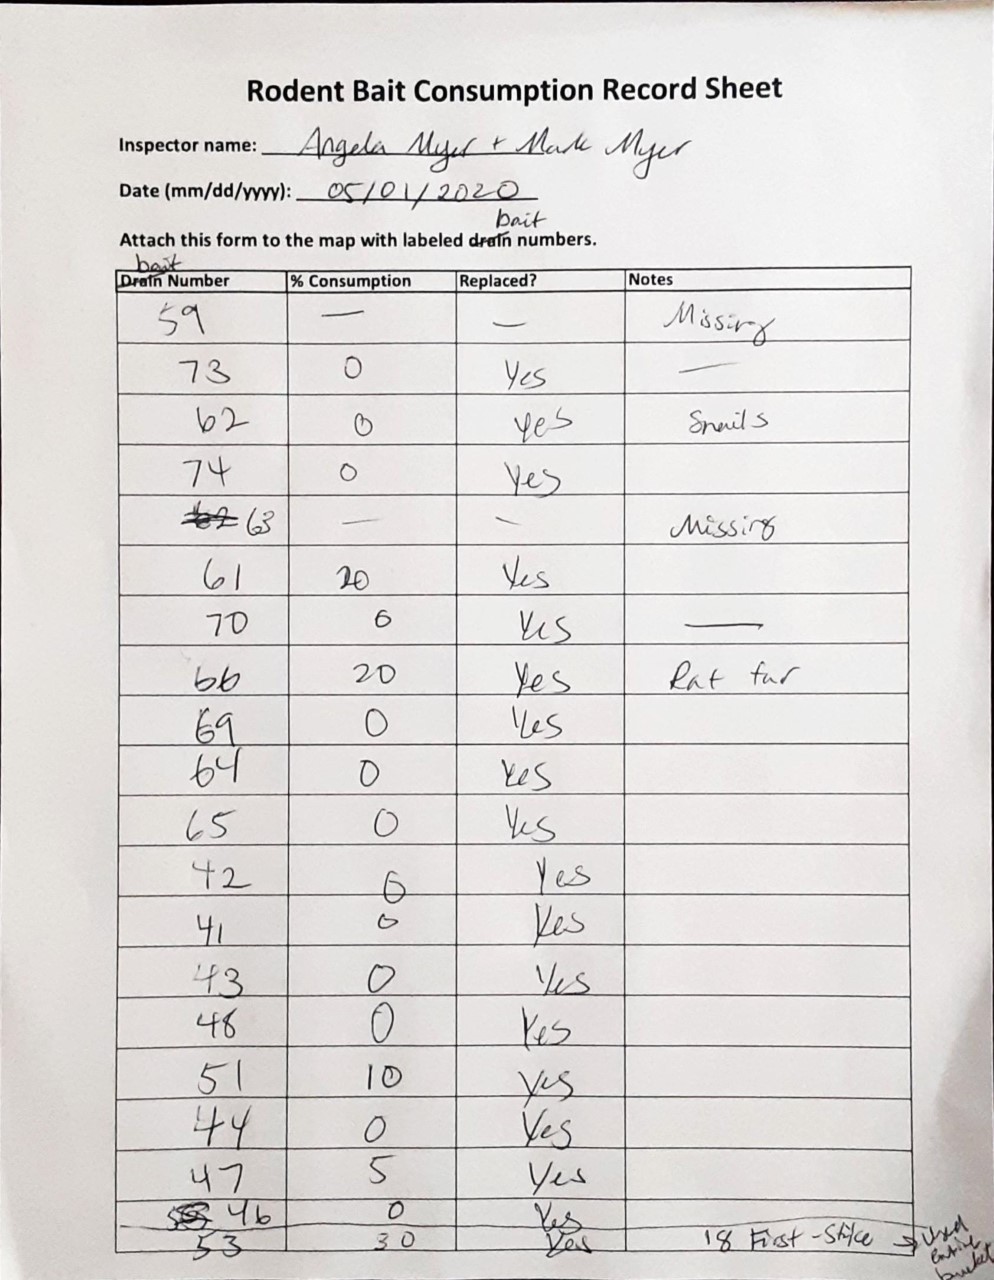 Rodent Bait Consumption Record Sheet
Inspector name: Angela Myer + Mark Myer
Date (mm/dd/yyyy): 05/01/2020
bait
Attach this form to the map with labeled drain numbers.
bait
Drain Number % Consumption Replaced? Notes
59 — — Missing
73 0 Yes —
62 0 yes Snails
74 0 Yes
62 63 — — Missing
61 20 Yes
70 0 Yes —
66 20 Yes Rat fur
69 0 Yes
64 0 Yes
65 0 Yes
42 0 Yes
41 0 Yes
43 0 Yes
48 0 Yes
51 10 Yes
44 0 Yes
47 5 Yes
46 0 Yes
53 30 Yes 18 First-Strike → Used
entire
bucket